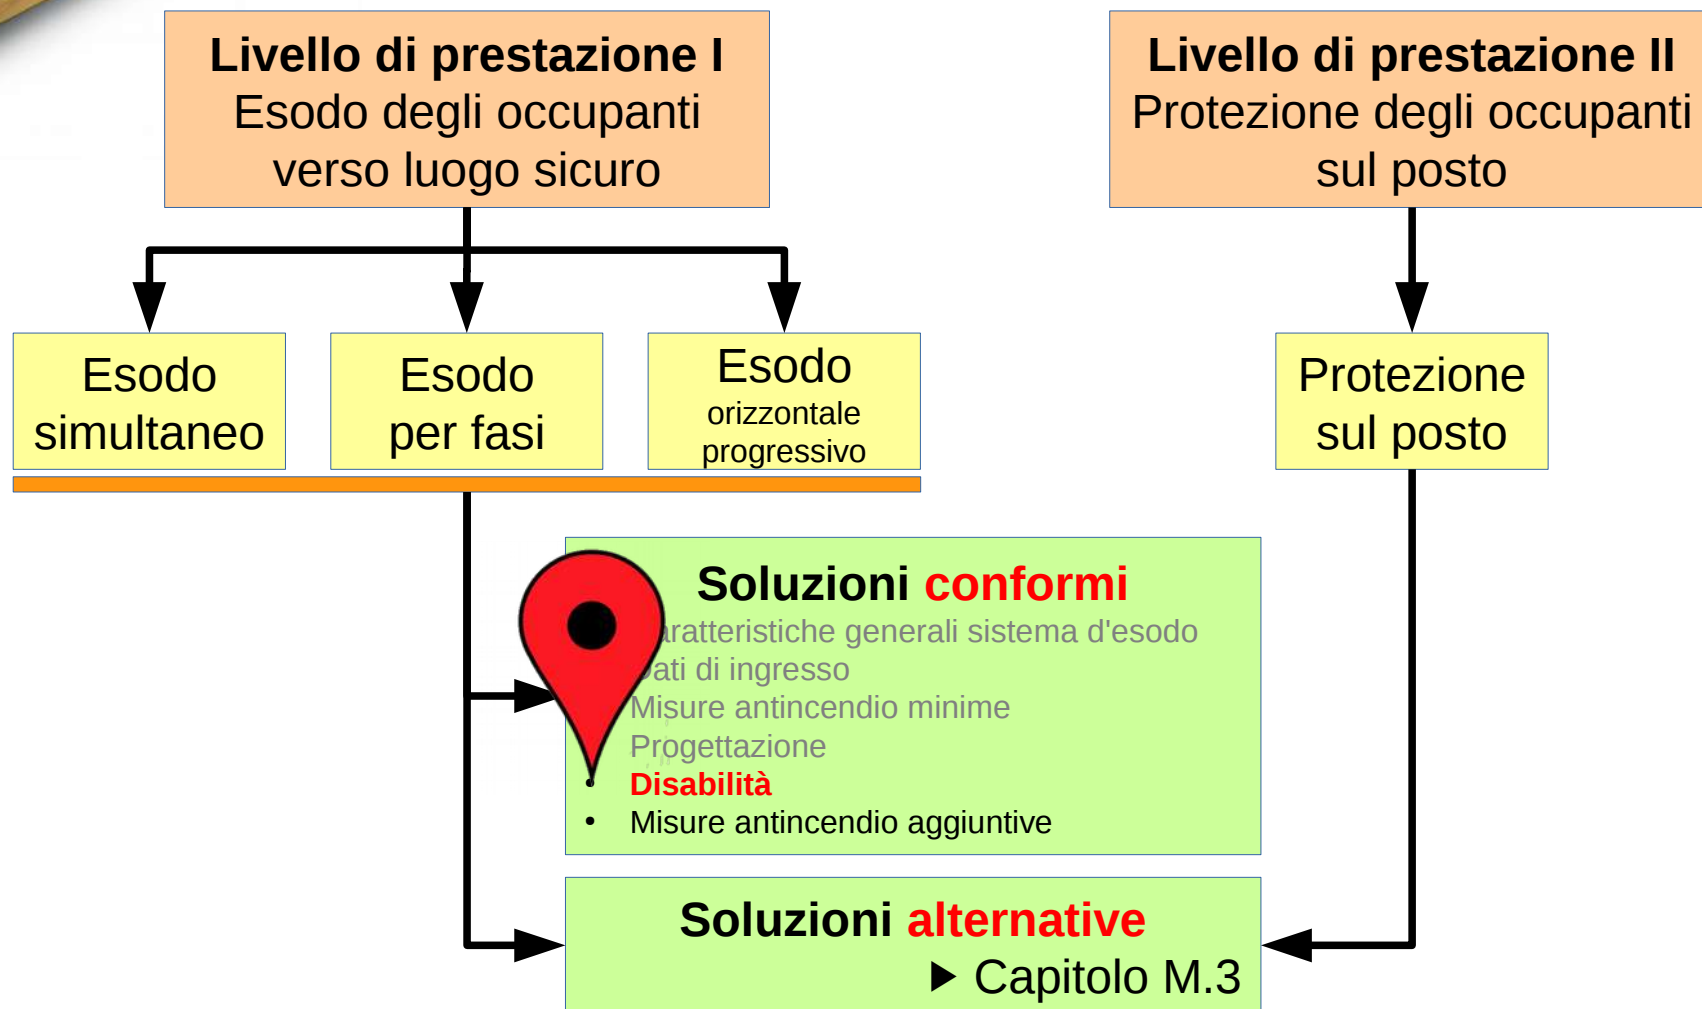 Livello di prestazione I
Esodo degli occupanti
verso luogo sicuro
Livello di prestazione II
Protezione degli occupanti
sul posto
Esodo
simultaneo
Esodo
per fasi
Esodo
orizzontale
progressivo
Protezione
sul posto
Soluzioni conformi
aratteristiche generali sistema d'esodo
Dati di ingresso
Misure antincendio minime
Progettazione
• Disabilità
• Misure antincendio aggiuntive
Soluzioni alternative
► Capitolo M.3